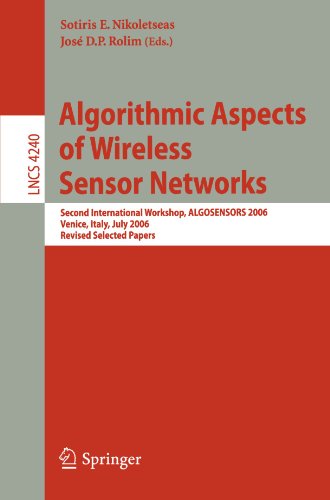 Sotiris E. Nikoletseas
José D.P. Rolim (Eds.)
LNCS 4240
Algorithmic Aspects
of Wireless
Sensor Networks
Second International Workshop, ALGOSENSORS 2006
Venice, Italy, July 2006
Revised Selected Papers
Springer